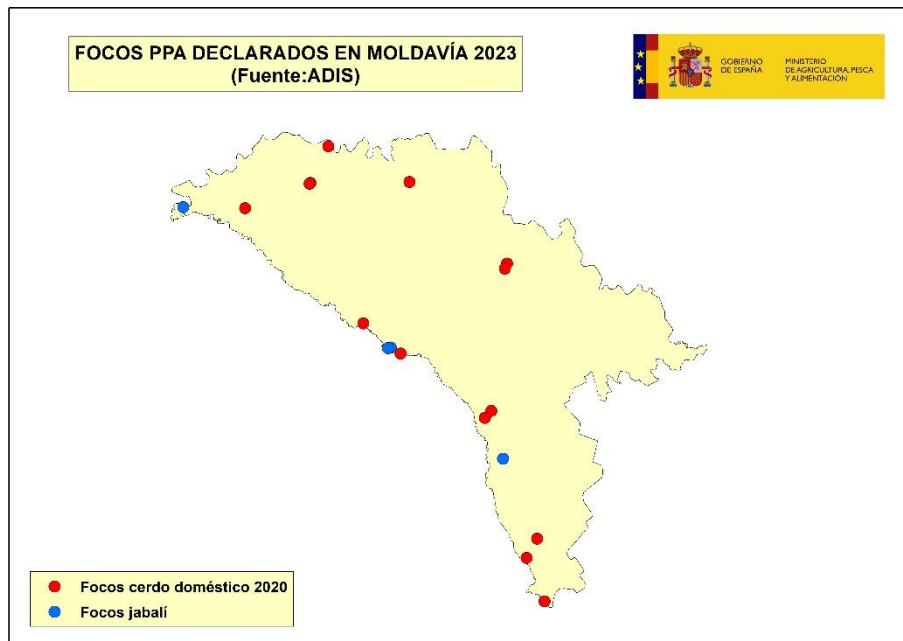 FOCOS PPA DECLARADOS EN MOLDAVÍA 2023
(Fuente:ADIS)
GOBIERNO
DE ESPAÑA
MINISTERIO
DE AGRICULTURA, PESCA
Y ALIMENTACIÓN
Focos cerdo doméstico 2020
Focos jabalí